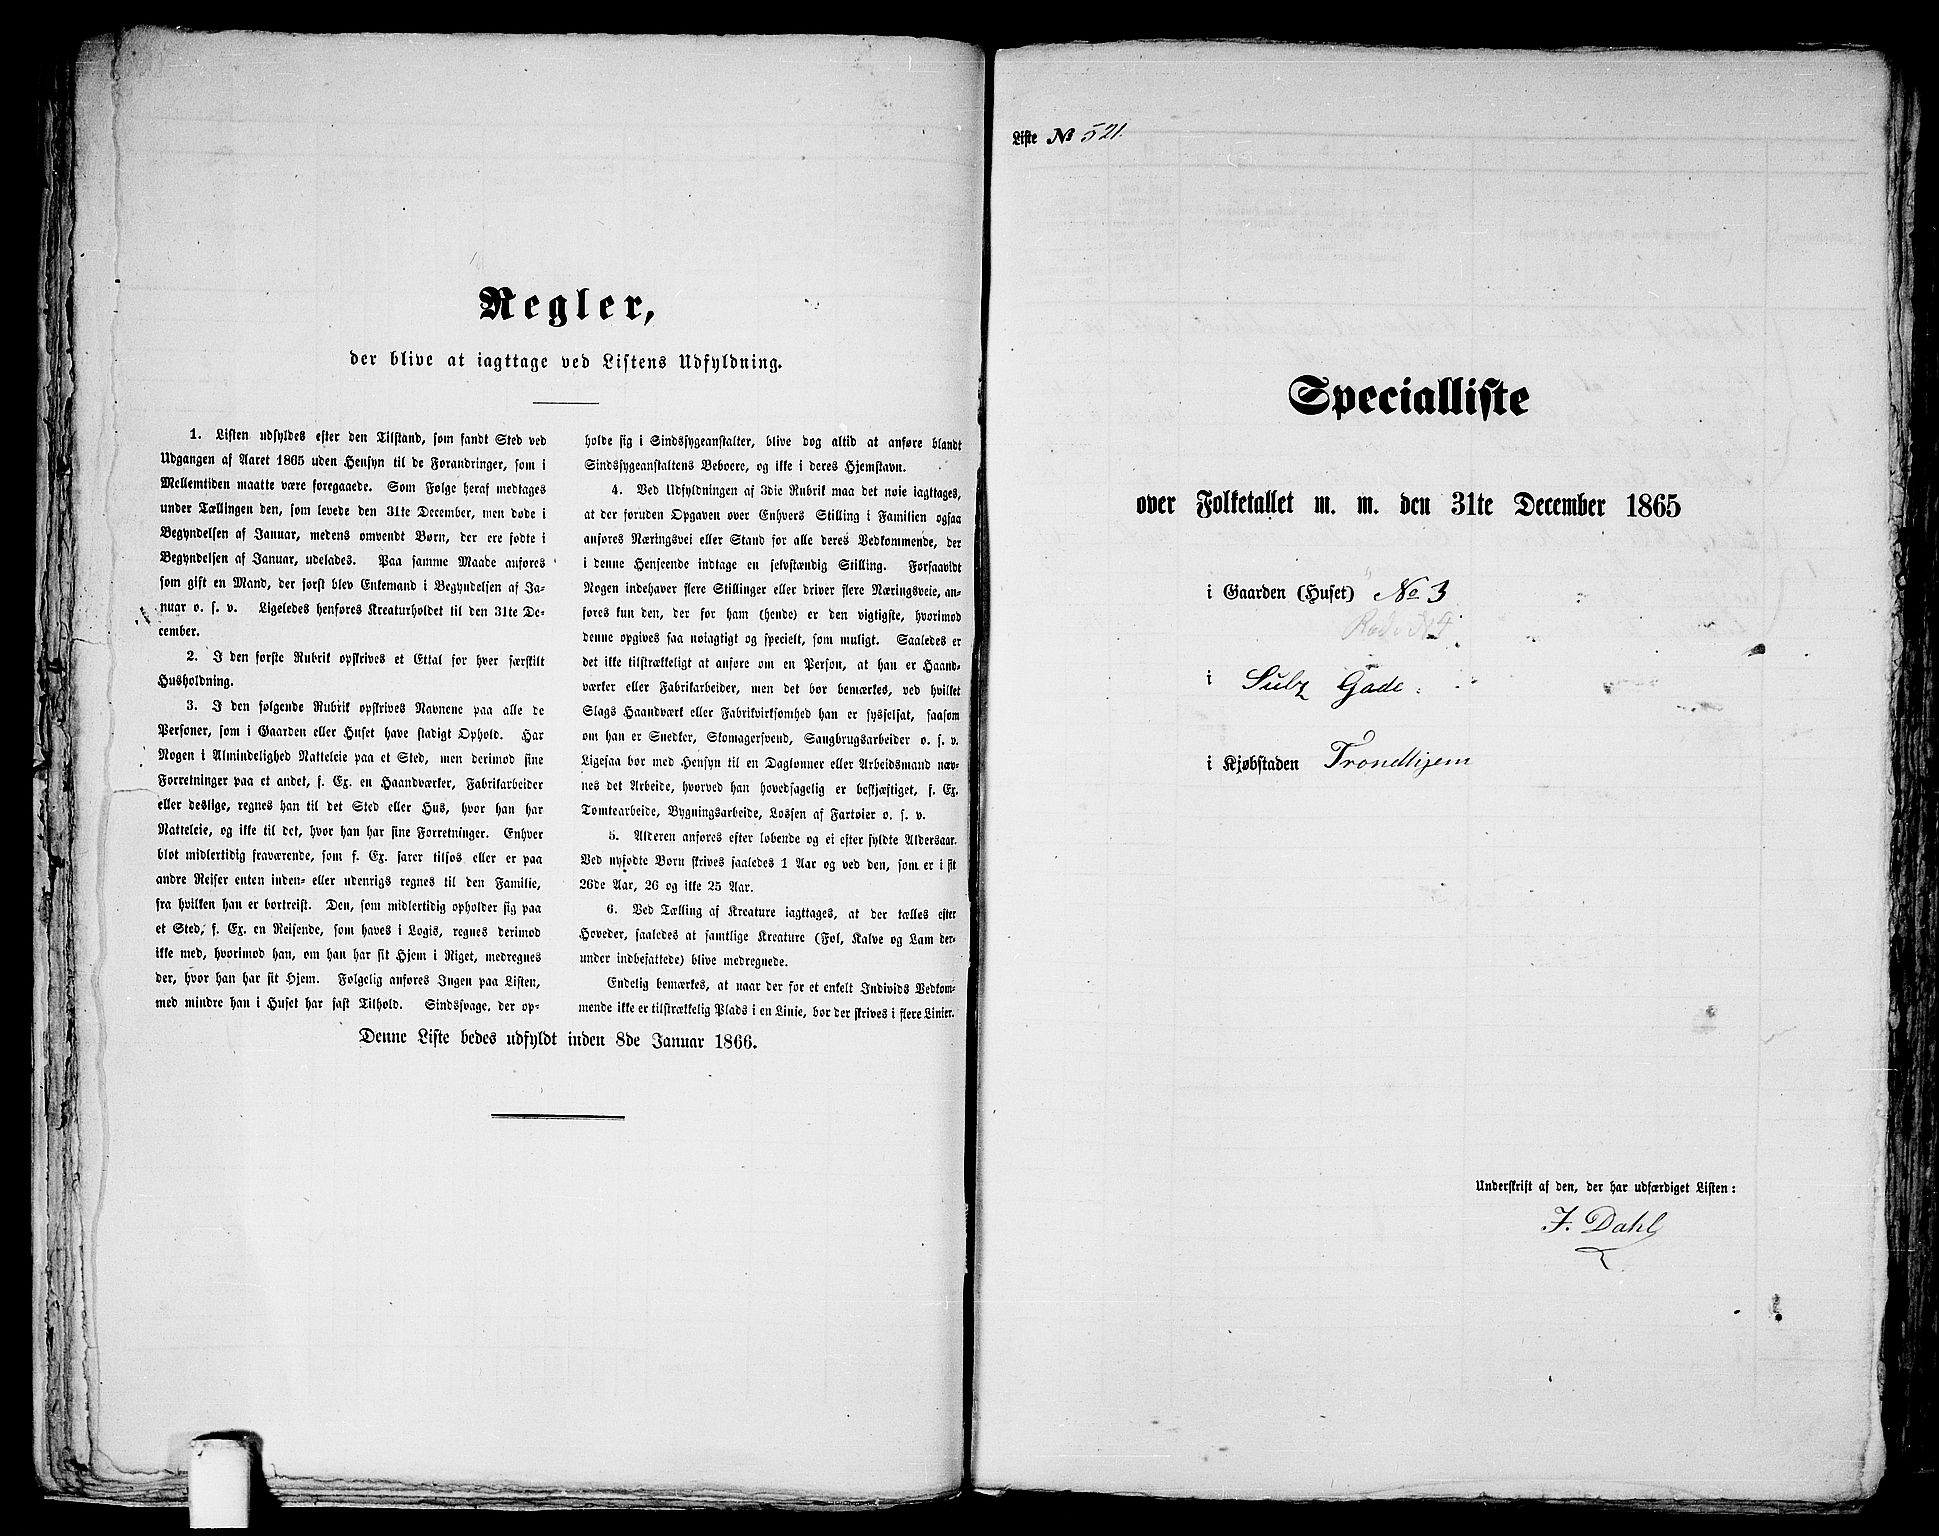 Regler,
der blive at iagttage ved Listens Udfyldning.
1. Listen udfyldes efter den Tilstand, som fandt Sted ved
Udgangen af Aaret 1865 uden Hensyn til de Forandringer, som i
Mellemtiden maatte være foregaaede. Som Følge heraf medtages
under Tællingen den, som levede den 31te December, men døde i
Begyndelsen af Januar, medens omvendt Børn, der ere fødte i
Begyndelsen af Januar, udelades. Paa samme Maade anføres
som gift en Mand, der først blev Enkemand i Begyndelsen af Ja-
nuar o. s. v. Ligeledes henføres Kreaturholdet til den 31te De-
cember.
2. I den første Rubrik opskrives et Ettal for hver særskilt
Husholdning.
3. I den følgende Rubrik opskrives Navnene paa alle de
Personer, som i Gaarden eller Huset have stadigt Ophold. Har
Nogen i Almindelighed Natteleie paa et Sted, men derimod sine
Forretninger paa et andet, f. Ex. en Haandværker, Fabrikarbeider
eller deslige, regnes han til det Sted eller Hus, hvor han har
Natteleie, og ikke til det, hvor han har sine Forretninger. Enhver
blot midlertidig fraværende, som f. Ex. farer tilsøs eller er paa
andre Reiser enten inden- eller udenrigs regnes til den Familie,
fra hvilken han er bortreist. Den, som midlertidig opholder sig paa
et Sted, f. Ex. en Reisende, som haves i Logis, regnes derimod
ikke med, hvorimod han, om han har sit Hjem i Riget, medregnes
der, hvor han har sit Hjem. Følgelig anføres Ingen paa Listen,
med mindre han i Huset har fast Tilhold. Sindssvage, der op-
holde sig i Sindssygeanstalter, blive dog altid at anføre blandt
Sindssygeanstaltens Beboere, og ikke i deres Hjemstavn.
4. Ved Udfyldningen af 3die Rubrik maa det nøie iagttages,
at der foruden Opgaven over Enhvers Stilling i Familien ogsaa
anføres Næringsvei eller Stand for alle deres Vedkommende, der
i denne Henseende indtage en selvstændig Stilling. Forsaavidt
Nogen indehaver flere Stillinger eller driver flere Næringsveie, an-
føres kun den, der for ham (hende) er den vigtigste, hvorimod
denne opgives saa nøiagtigt og specielt, som muligt. Saaledes er
det ikke tilstrækkeligt at anføre om en Person, at han er Haand-
værker eller Fabrikarbeider, men det bør bemærkes, ved hvilket
Slags Haandværk eller Fabrikvirksomhed han er sysselsat, saasom
om han er Snedker, Skomagersvend, Saugbrugsarbeider o. s. v.
Ligesaa bør med Hensyn til en Daglønner eller Arbeidsmand næv-
nes det Arbeide, hvorved han hovedsagelig er beskjæftiget, f. Ex.
Tomtearbeide, Bygningsarbeide, Lossen af Fartøier o. s. v.
5. Alderen anføres efter løbende og ei efter fyldte Aldersaar.
Ved nyfødte Børn skrives saaledes 1 Aar og ved den, som er i sit
26de Aar, 26 og ikke 25 Aar.
6. Ved Tælling af Kreature iagttages, at der tælles efter
Hoveder, saaledes at samtlige Kreature (Føl, Kalve og Lam der-
under indbefattede) blive medregnede.
Endelig bemærkes, at naar der for et enkelt Individs Vedkom-
mende ikke er tilstrækkelig Plads i en Linie, bør der skrives i flere Linier.
Denne Liste bedes udfyldt inden 8de Januar 1866.
Liste № 521.
Specialliste
over Folketallet m. m. den 31te December 1865
i Gaarden (Huset) No 3
i Sulz Gade
i Kjøbstaden Trondhjem
Underskrift af den, der har udfærdiget Listen:
J. Dahl